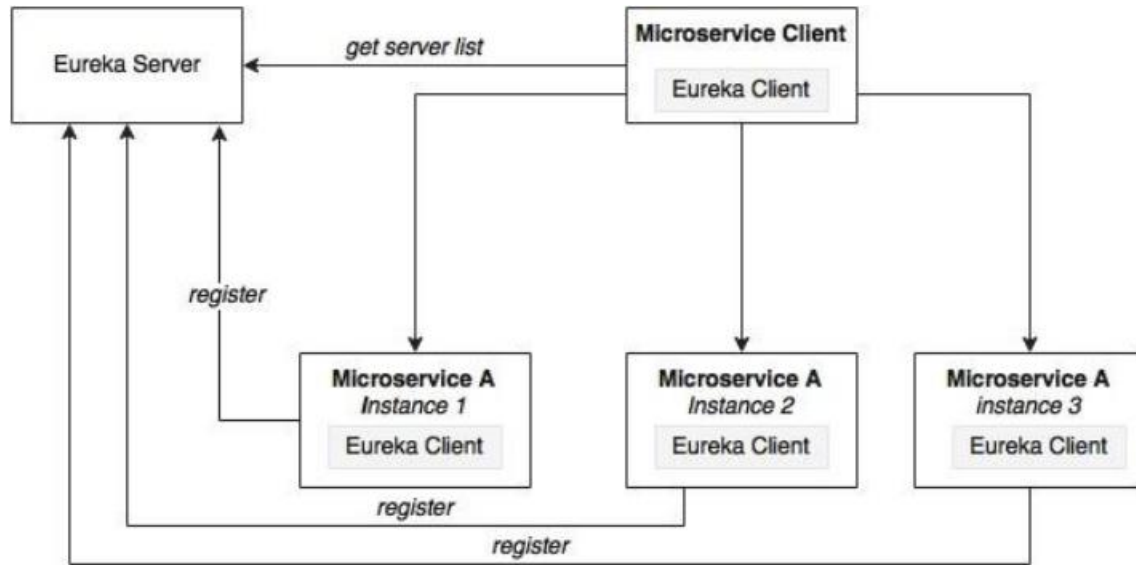 Eureka Server
get server list
Microservice Client
Eureka Client
register
Microservice A
Instance 1
Eureka Client
Microservice A
Instance 2
Eureka Client
Microservice A
instance 3
Eureka Client
register
register